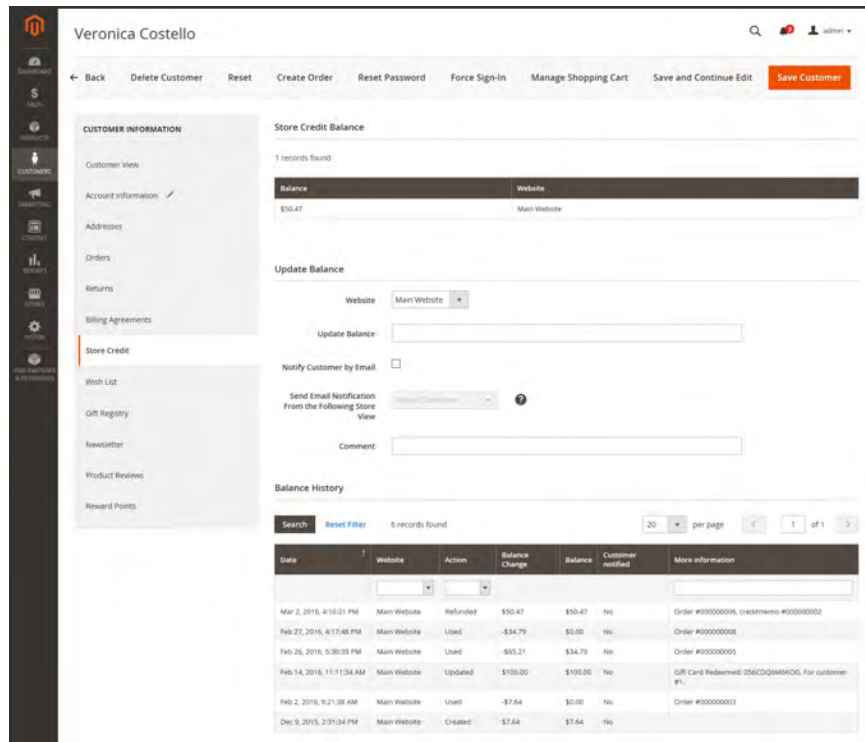 Veronica Costello
admin
← Back Delete Customer Reset Create Order Reset Password Force Sign-In Manage Shopping Cart Save and Continue Edit Save Customer
DASHBOARD
SALES
PRODUCTS
CUSTOMERS
MARKETING
CONTENT
REPORTS
STORES
SYSTEM
CUSTOMER INFORMATION
Customer View
Account Information
Addresses
Orders
Returns
Billing Agreements
Store Credit
Wish List
Gift Registry
Newsletter
Product Reviews
Reward Points
Store Credit Balance
1 records found
Balance Website
$50.47 Main Website
Update Balance
Website Main Website
Update Balance
Notify Customer by Email
Send Email Notification
From the Following Store
View
Comment
Balance History
Search Reset Filter 6 records found 20 per page 1 of 1
Date Website Action Balance Change Balance Customer notified More information
Mar 2, 2016, 4:16:21 PM Main Website Refunded $50.47 $50.47 No Order #000000006, creditmemo #000000002
Feb 27, 2016, 4:17:48 PM Main Website Used -$34.79 $0.00 No Order #000000008
Feb 26, 2016, 5:30:39 PM Main Website Used -$65.21 $34.79 No Order #000000005
Feb 14, 2016, 11:11:34 AM Main Website Updated $100.00 $100.00 No Gift Card Redeemed: For customer
#1.
Feb 2, 2016, 9:21:38 AM Main Website Used -$7.64 $0.00 No Order #000000003
Dec 9, 2015, 2:31:34 PM Main Website Created $7.64 $7.64 No